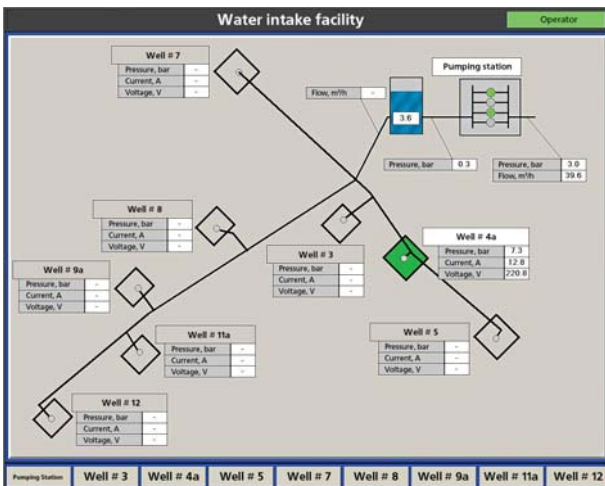 Water intake facility
Operator
Well # 7
Pressure, bar -
Current, A -
Voltage, V -
Pumping station
Flow, m³/h -
3.6
Pressure, bar 0.3
Pressure, bar 3.0
Flow, m³/h 39.6
Well # 8
Pressure, bar -
Current, A -
Voltage, V -
Well # 4a
Pressure, bar 7.3
Current, A 12.8
Voltage, V 220.8
Well # 3
Pressure, bar -
Current, A -
Voltage, V -
Well # 9a
Pressure, bar -
Current, A -
Voltage, V -
Well # 11a
Pressure, bar -
Current, A -
Voltage, V -
Well # 5
Pressure, bar -
Current, A -
Voltage, V -
Well # 12
Pressure, bar -
Current, A -
Voltage, V -
Pumping Station Well # 3 Well # 4a Well # 5 Well # 7 Well # 8 Well # 9a Well # 11a Well # 12